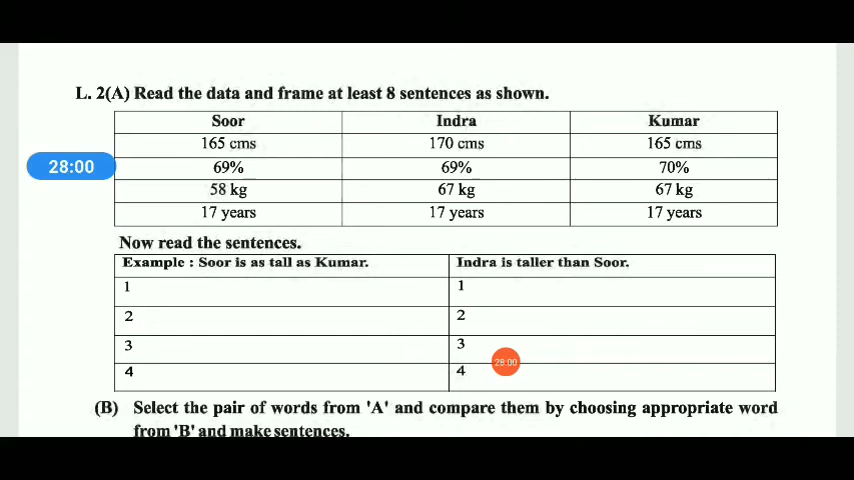 L. 2(A) Read the data and frame at least 8 sentences as shown.
Soor Indra Kumar
165 cms 170 cms 165 cms
28:00 69% 69% 70%
58 kg 67 kg 67 kg
17 years 17 years 17 years
Now read the sentences.
Example : Soor is as tall as Kumar. Indra is taller than Soor.
1 1
2 2
3 3
28:00
4 4
(B) Select the pair of words from 'A' and compare them by choosing appropriate word
from 'B' and make sentences.